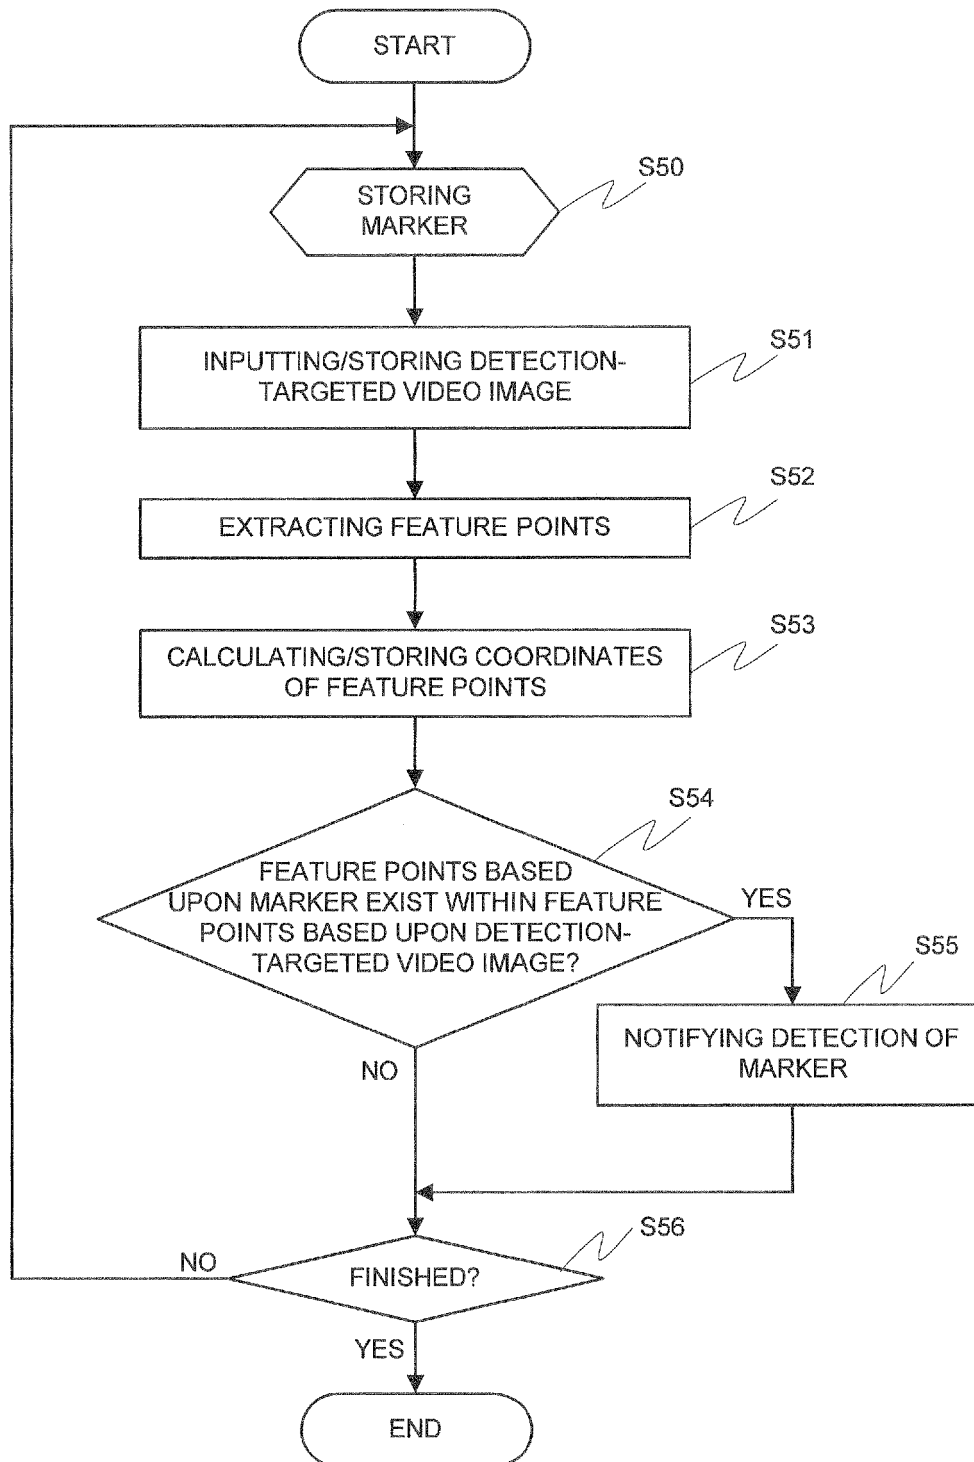 START
S50
STORING
MARKER
S51
INPUTTING/STORING DETECTION-
TARGETED VIDEO IMAGE
S52
EXTRACTING FEATURE POINTS
S53
CALCULATING/STORING COORDINATES
OF FEATURE POINTS
S54
FEATURE POINTS BASED
UPON MARKER EXIST WITHIN FEATURE
POINTS BASED UPON DETECTION-
TARGETED VIDEO IMAGE?
YES
S55
NOTIFYING DETECTION OF
MARKER
NO
S56
NO
FINISHED?
YES
END